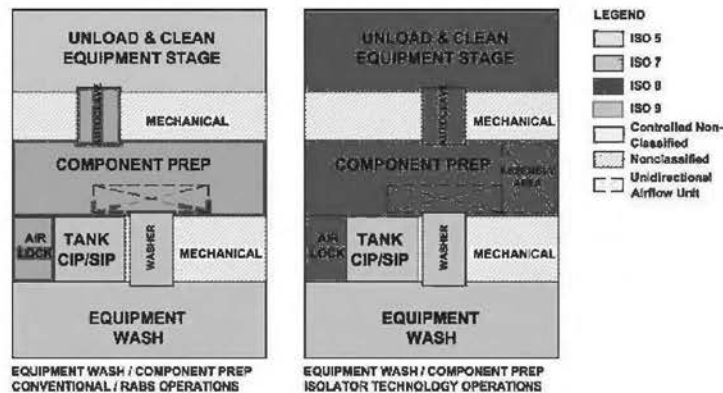 UNLOAD & CLEAN
EQUIPMENT STAGE
AUTOCLAVE
MECHANICAL
COMPONENT PREP
AIR
LOCK
TANK
CIP/SIP
WASHER
MECHANICAL
EQUIPMENT
WASH
EQUIPMENT WASH / COMPONENT PREP
CONVENTIONAL / RABS OPERATIONS
UNLOAD & CLEAN
EQUIPMENT STAGE
AUTOCLAVE
MECHANICAL
COMPONENT PREP
ASSEMBLY
AREA
AIR
LOCK
TANK
CIP/SIP
WASHER
MECHANICAL
EQUIPMENT
WASH
EQUIPMENT WASH / COMPONENT PREP
ISOLATOR TECHNOLOGY OPERATIONS
LEGEND
ISO 5
ISO 7
ISO 8
ISO 9
Controlled Non-
Classified
Nonclassified
Unidirectional
Airflow Unit